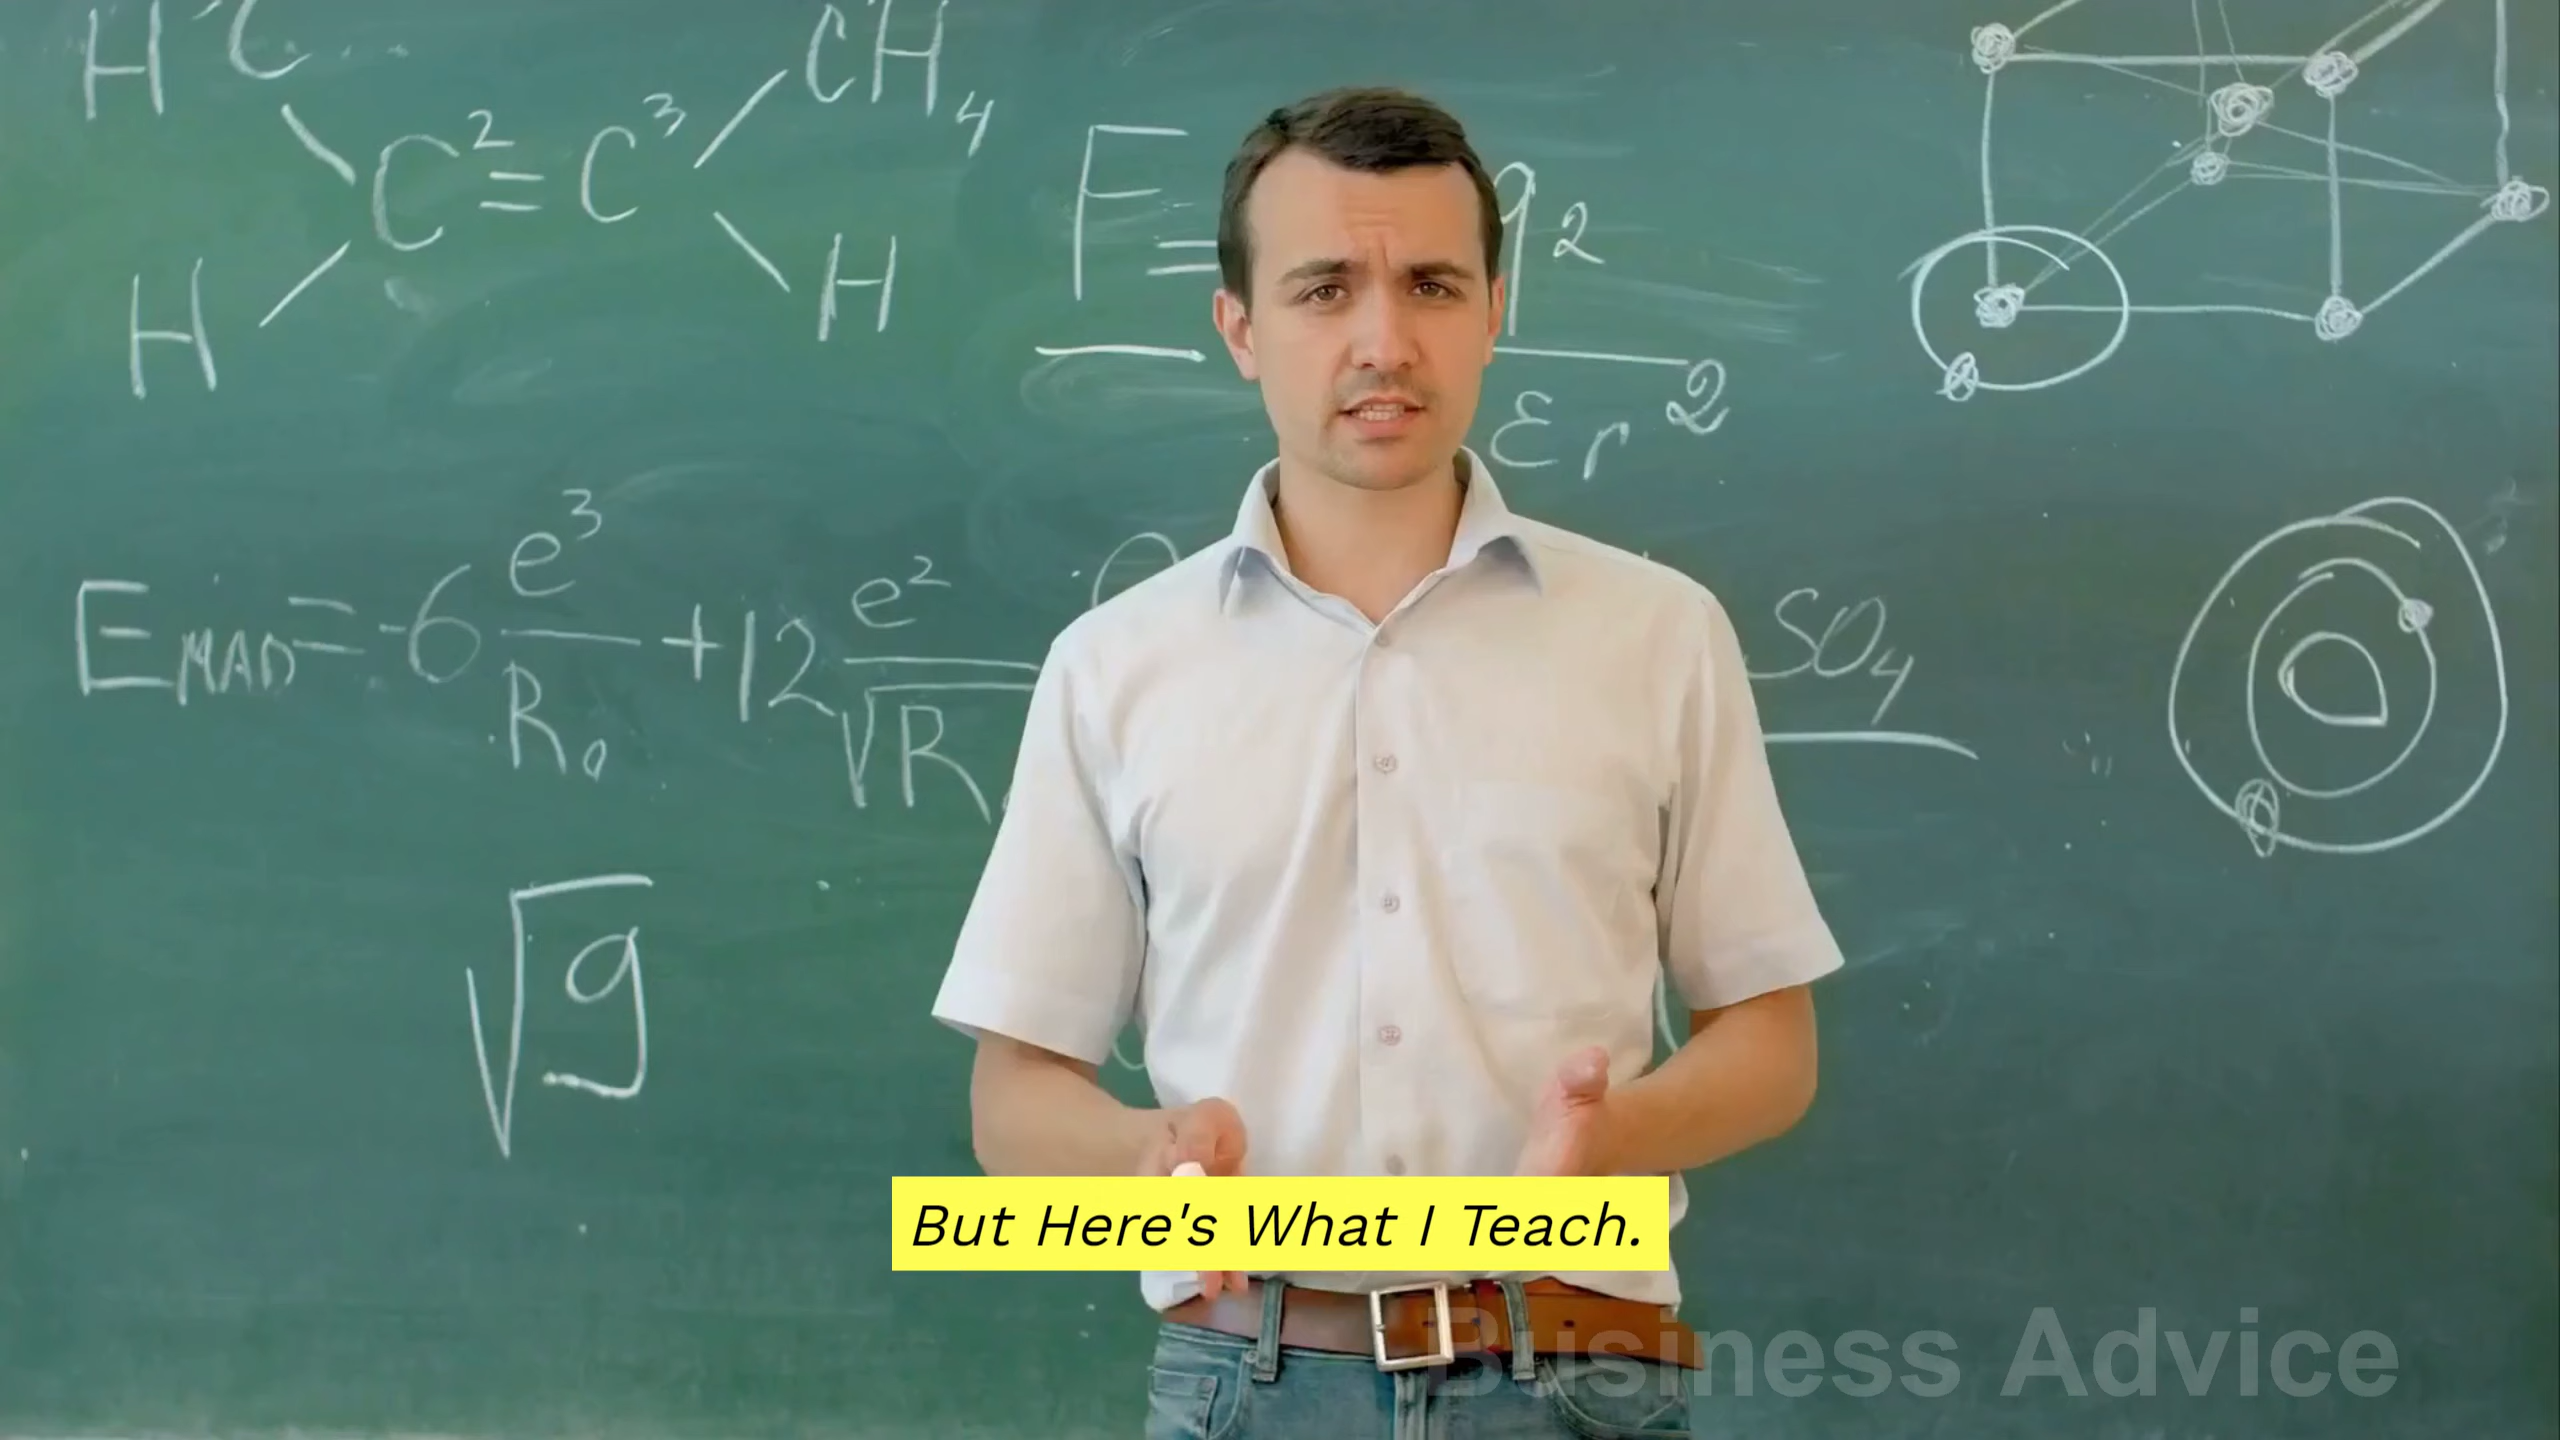 H C
CH4
C2 = C3
H
H
F = q2
εr2
EMAD = -6 e3 / R0 + 12 e2 / √R
SO4
√g
But Here's What I Teach.
Business Advice